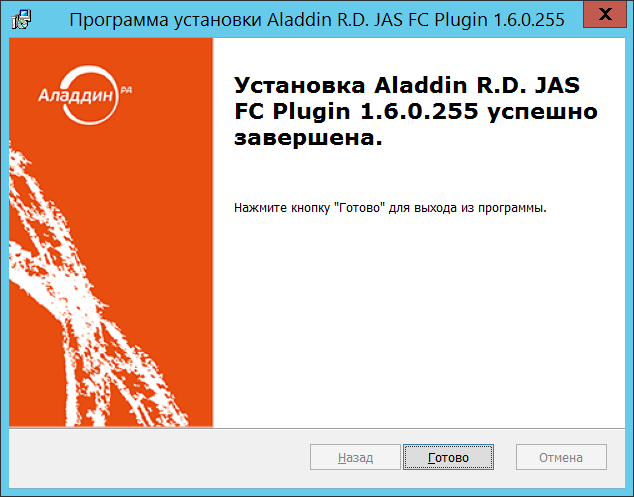 Программа установки Aladdin R.D. JAS FC Plugin 1.6.0.255
X
Аладдин РД
Установка Aladdin R.D. JAS
FC Plugin 1.6.0.255 успешно
завершена.
Нажмите кнопку "Готово" для выхода из программы.
Назад
Готово
Отмена